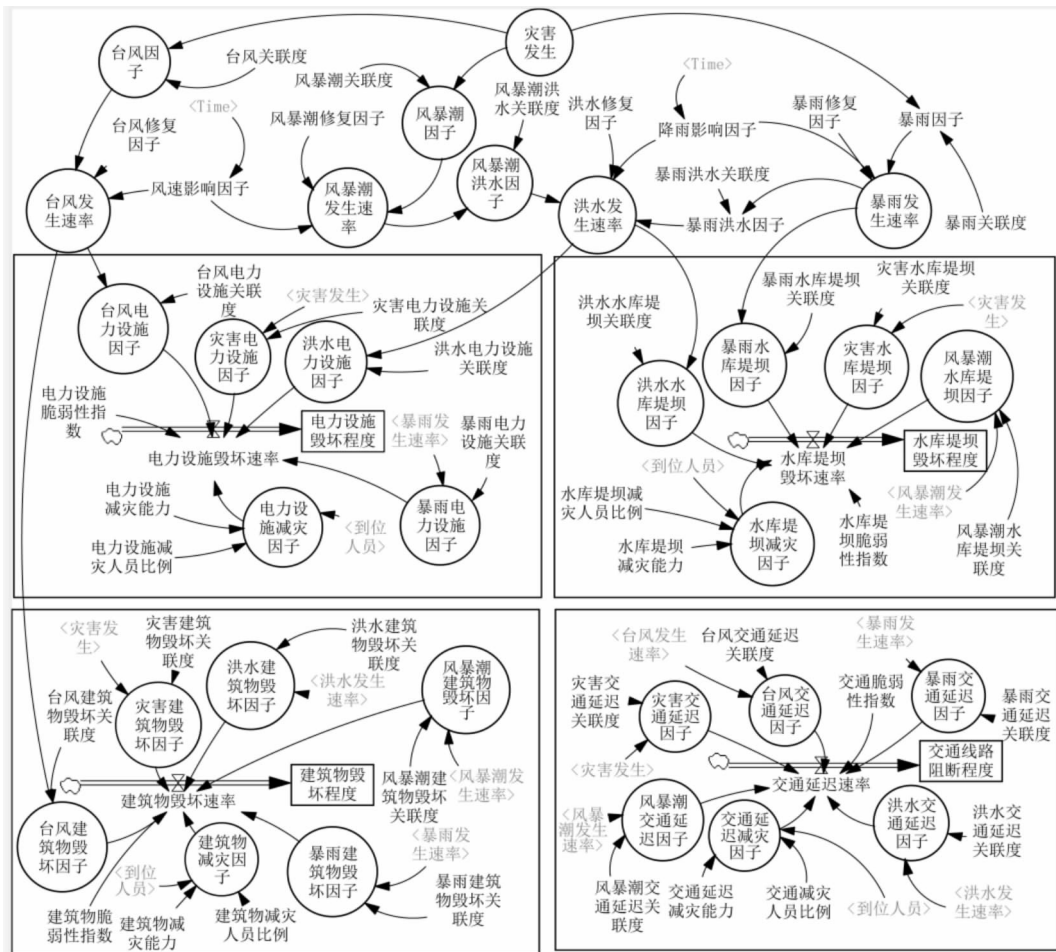 灾害
发生
台风因
子
台风关联度
风暴潮关联度
<Time>
台风修复
因子
风暴潮修复因子
风暴潮
因子
风暴潮洪
水关联度
洪水修
复因子
<Time>
降雨影响因子
暴雨修复
因子
暴雨因子
台风发
生速率
风速影响因子
风暴潮
发生速
率
风暴潮
洪水因
子
洪水发
生速率
暴雨洪水关联度
暴雨洪水因子
暴雨发
生速率
暴雨关联度
台风电力
设施关联
度
台风电
力设施
因子
<灾害发生>
灾害电力设施关
联度
灾害电
力设施
因子
洪水电
力设施
因子
洪水电力设施
关联度
电力设施
脆弱性指
数
电力设施
毁坏程度
电力设施毁坏速率
<暴雨发
生速率>
暴雨电力
设施关联
度
电力设施
减灾能力
电力设
施减灾
因子
<到位
人员>
暴雨电
力设施
因子
电力设施减
灾人员比例
洪水水库堤
坝关联度
暴雨水库堤坝
关联度
灾害水库堤坝
关联度
<灾害发
生>
洪水水
库堤坝
因子
暴雨水
库堤坝
因子
灾害水
库堤坝
因子
风暴潮
水库堤
坝因子
水库堤坝
毁坏程度
水库堤坝
毁坏速率
<到位人员>
<风暴潮发
生速率>
水库堤坝减
灾人员比例
水库堤
坝减灾
因子
水库堤坝
减灾能力
水库堤
坝脆弱
性指数
风暴潮水
库堤坝关
联度
<灾害发
生>
灾害建筑
物毁坏关
联度
洪水建筑
物毁坏关
联度
台风建筑
物毁坏关
联度
灾害建
筑物毁
坏因子
洪水建
筑物毁
坏因子
<洪水发生
速率>
风暴潮
建筑物
毁坏因
子
建筑物毁
坏程度
建筑物毁坏速率
风暴潮建
筑物毁坏
关联度
<风暴潮发
生速率>
台风建
筑物毁
坏因子
建筑物
减灾因
子
<到位
人员>
暴雨建
筑物毁
坏因子
<暴雨发
生速率>
暴雨建筑
物毁坏关
联度
建筑物脆
弱性指数
建筑物减
灾能力
建筑物减灾
人员比例
<台风发生
速率>
台风交通延迟
关联度
<暴雨发
生速率>
灾害交
通延迟
关联度
灾害交
通延迟
因子
台风交
通延迟
因子
交通脆弱
性指数
暴雨交
通延迟
因子
暴雨交
通延迟
关联度
<灾害发生>
交通线路
阻断程度
交通延迟速率
<风暴
潮发生
速率>
风暴潮
交通延
迟因子
交通延
迟减灾
因子
洪水交
通延迟
因子
洪水交
通延迟
关联度
风暴潮交
通延迟关
联度
交通延迟
减灾能力
交通减灾
人员比例
<到位人员>
<洪水发
生速率>